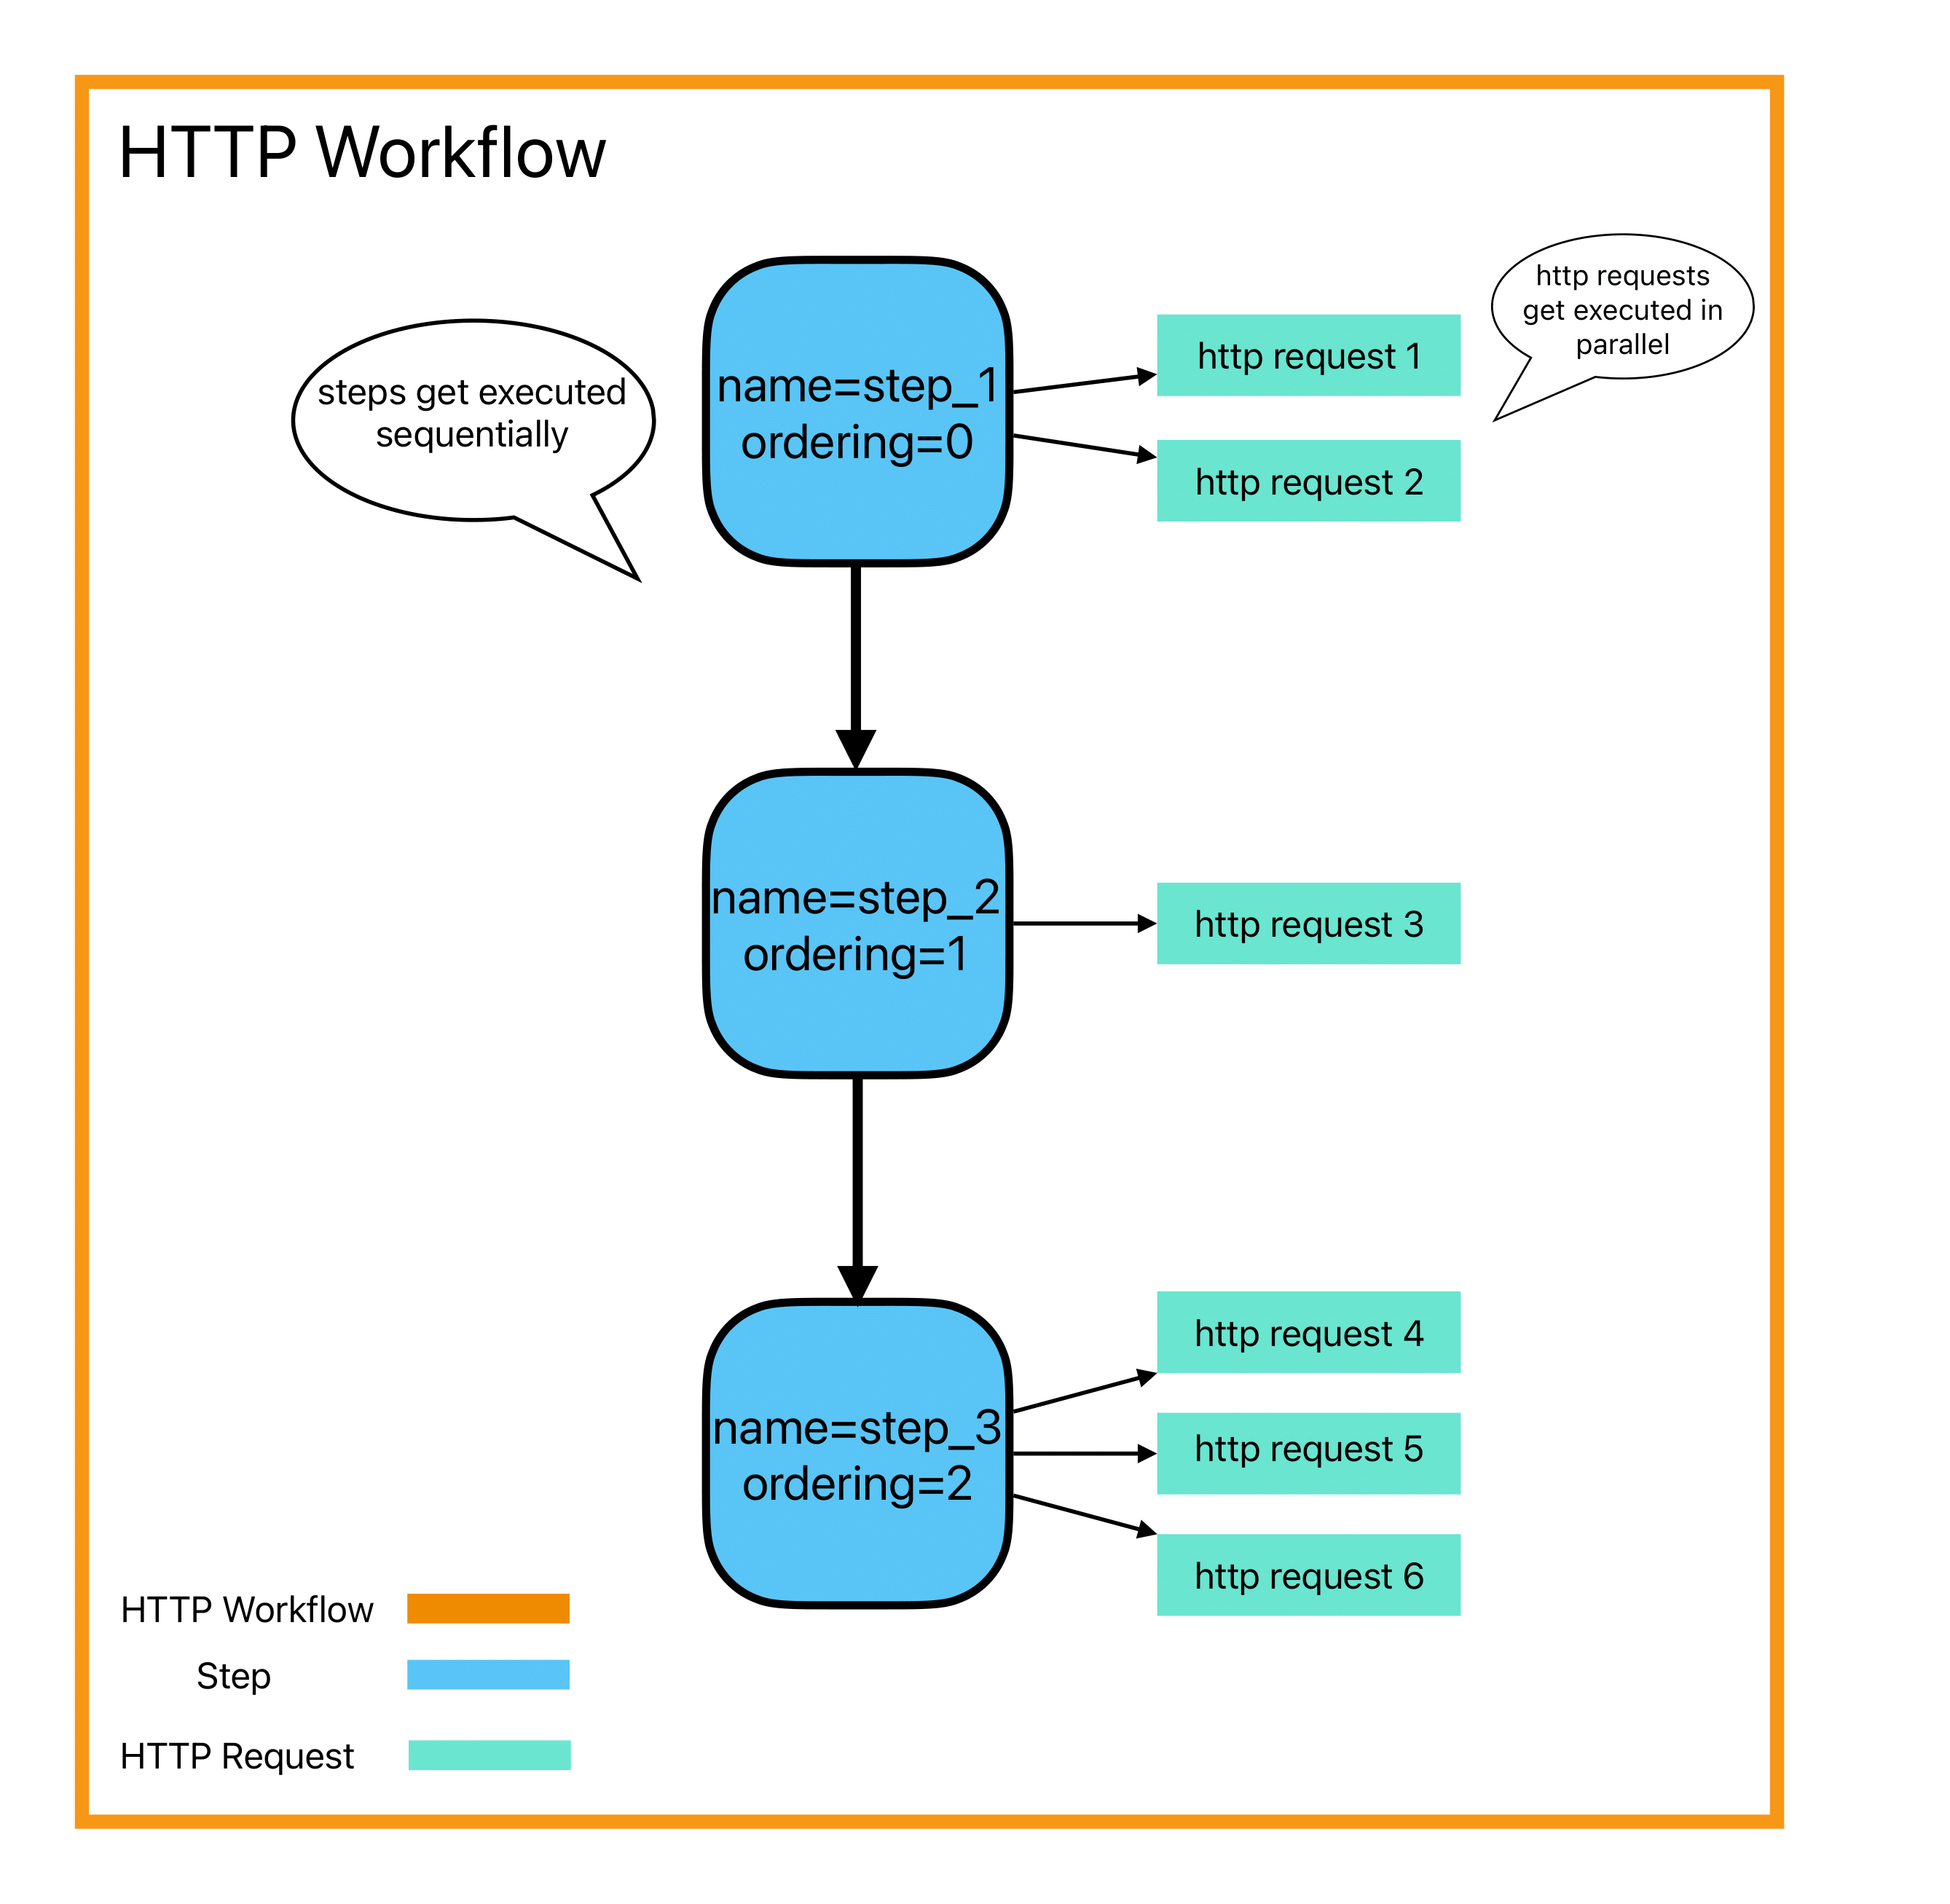 HTTP Workflow
http requests
get executed in
parallel
steps get executed
sequentially
name=step_1
ordering=0
http request 1
http request 2
name=step_2
ordering=1
http request 3
name=step_3
ordering=2
http request 4
http request 5
http request 6
HTTP Workflow
Step
HTTP Request